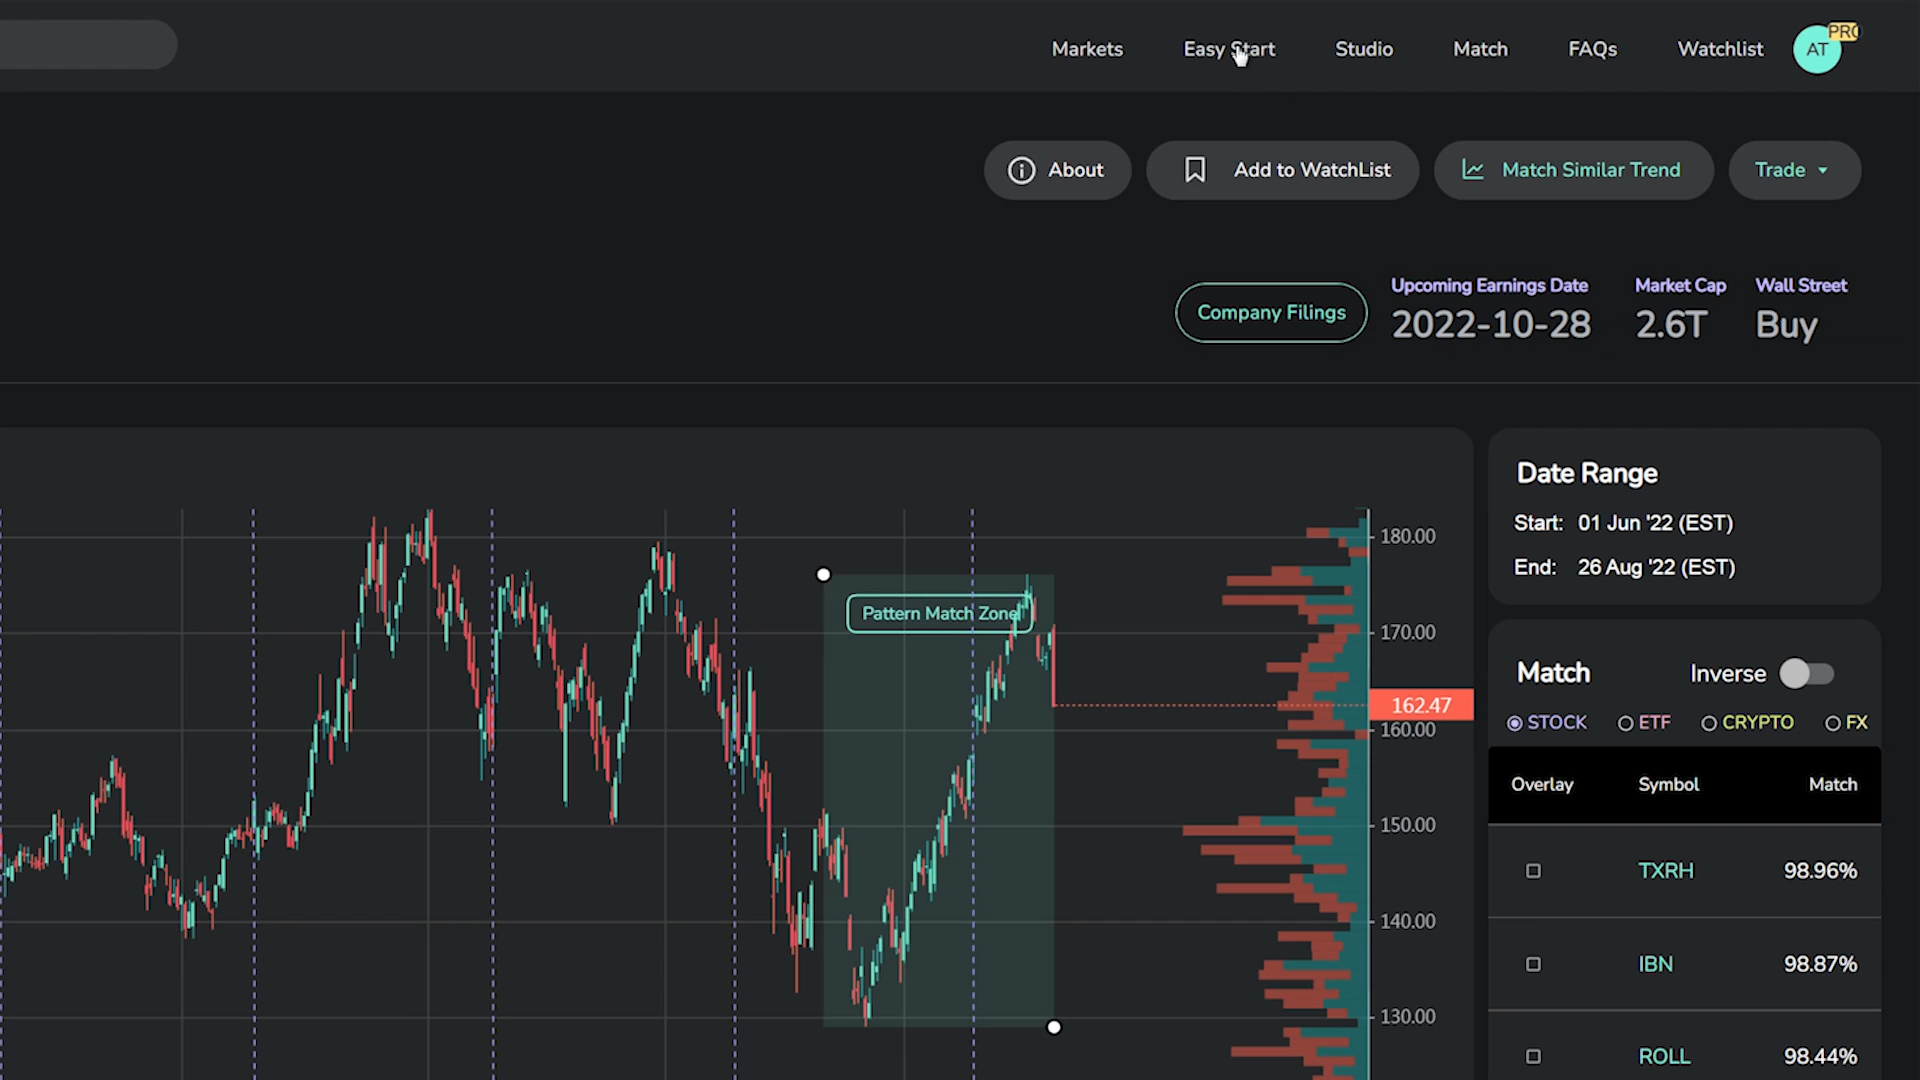 Markets Easy Start Studio Match FAQs Watchlist AT PRO
About Add to WatchList Match Similar Trend Trade
Company Filings
Upcoming Earnings Date
2022-10-28
Market Cap
2.6T
Wall Street
Buy
Pattern Match Zone
180.00
170.00
162.47
160.00
150.00
140.00
130.00
Date Range
Start: 01 Jun '22 (EST)
End: 26 Aug '22 (EST)
Match Inverse
STOCK ETF CRYPTO FX
Overlay Symbol Match
TXRH 98.96%
IBN 98.87%
ROLL 98.44%